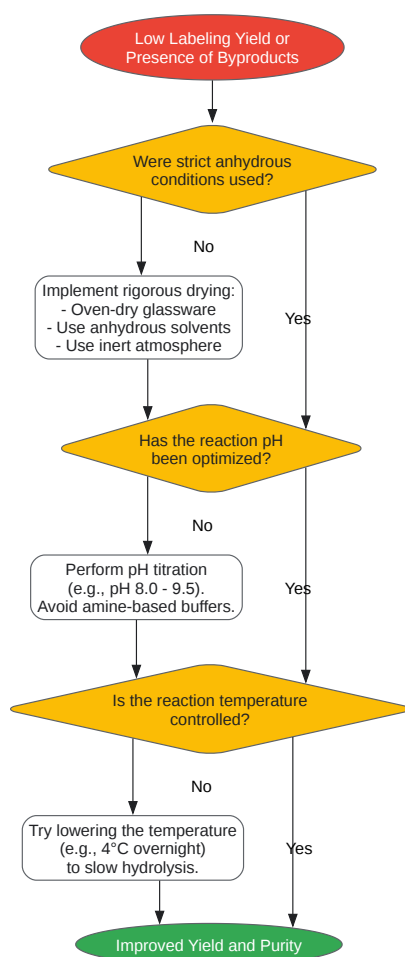 Low Labeling Yield or
Presence of Byproducts
Were strict anhydrous
conditions used?
No
Implement rigorous drying:
- Oven-dry glassware
- Use anhydrous solvents
- Use inert atmosphere
Yes
Has the reaction pH
been optimized?
No
Perform pH titration
(e.g., pH 8.0 - 9.5).
Avoid amine-based buffers.
Yes
Is the reaction temperature
controlled?
No
Try lowering the temperature
(e.g., 4°C overnight)
to slow hydrolysis.
Yes
Improved Yield and Purity